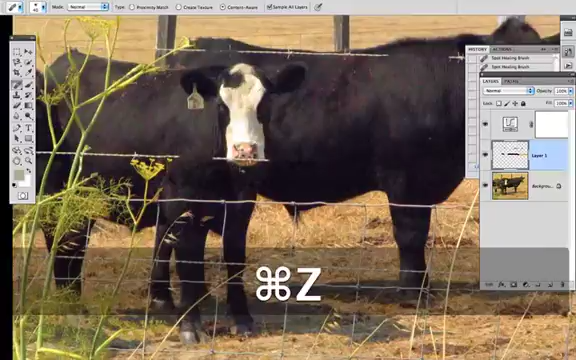 Mode: Normal Type: Proximity Match Create Texture Content-Aware Sample All Layers
HISTORY ACTIONS
Spot Healing Brush
Spot Healing Brush
LAYERS PATHS
Normal Opacity: 100%
Lock: Fill: 100%
Layer 1
Backgrou...
⌘Z